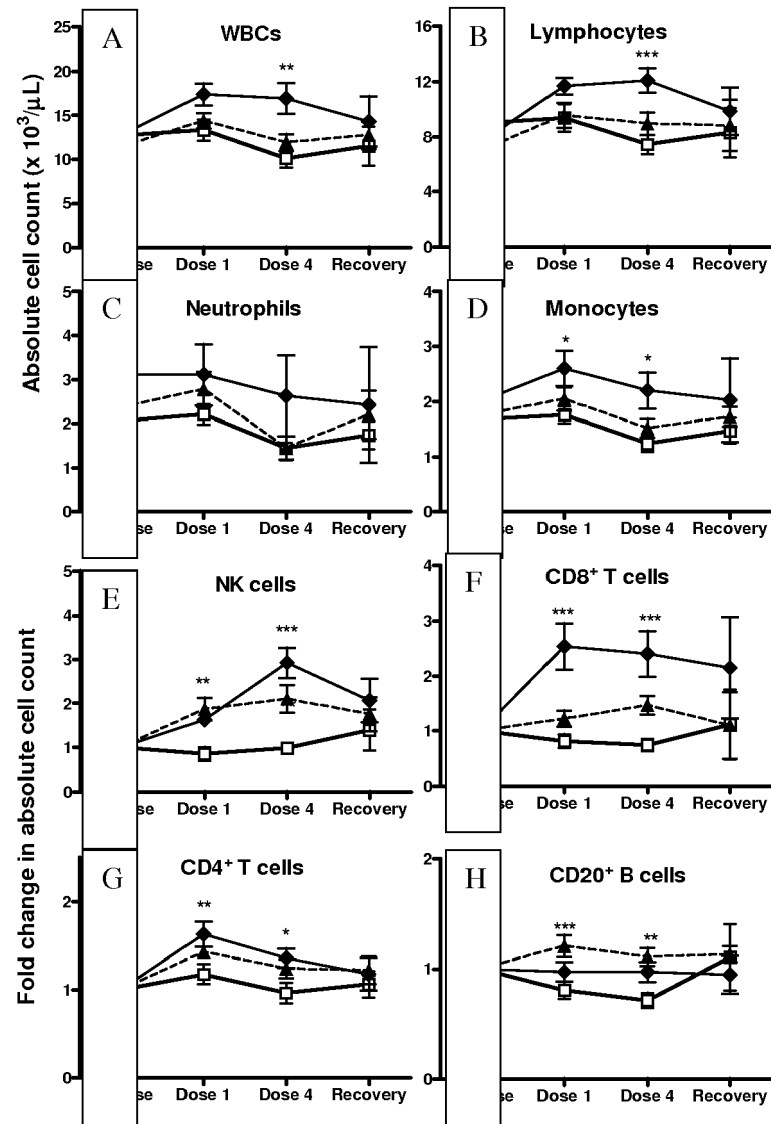 Absolute cell count (x 10³/µL)
Fold change in absolute cell count
A
WBCs
25
20
15
10
5
0
**
se Dose 1 Dose 4 Recovery
B
Lymphocytes
16
12
8
4
0
***
se Dose 1 Dose 4 Recovery
C
Neutrophils
5
4
3
2
1
0
se Dose 1 Dose 4 Recovery
D
Monocytes
4
3
2
1
0
*
*
se Dose 1 Dose 4 Recovery
E
NK cells
5
4
3
2
1
0
**
***
se Dose 1 Dose 4 Recovery
F
CD8⁺ T cells
4
3
2
1
0
***
***
se Dose 1 Dose 4 Recovery
G
CD4⁺ T cells
2
1
0
**
*
se Dose 1 Dose 4 Recovery
H
CD20⁺ B cells
2
1
0
***
**
se Dose 1 Dose 4 Recovery